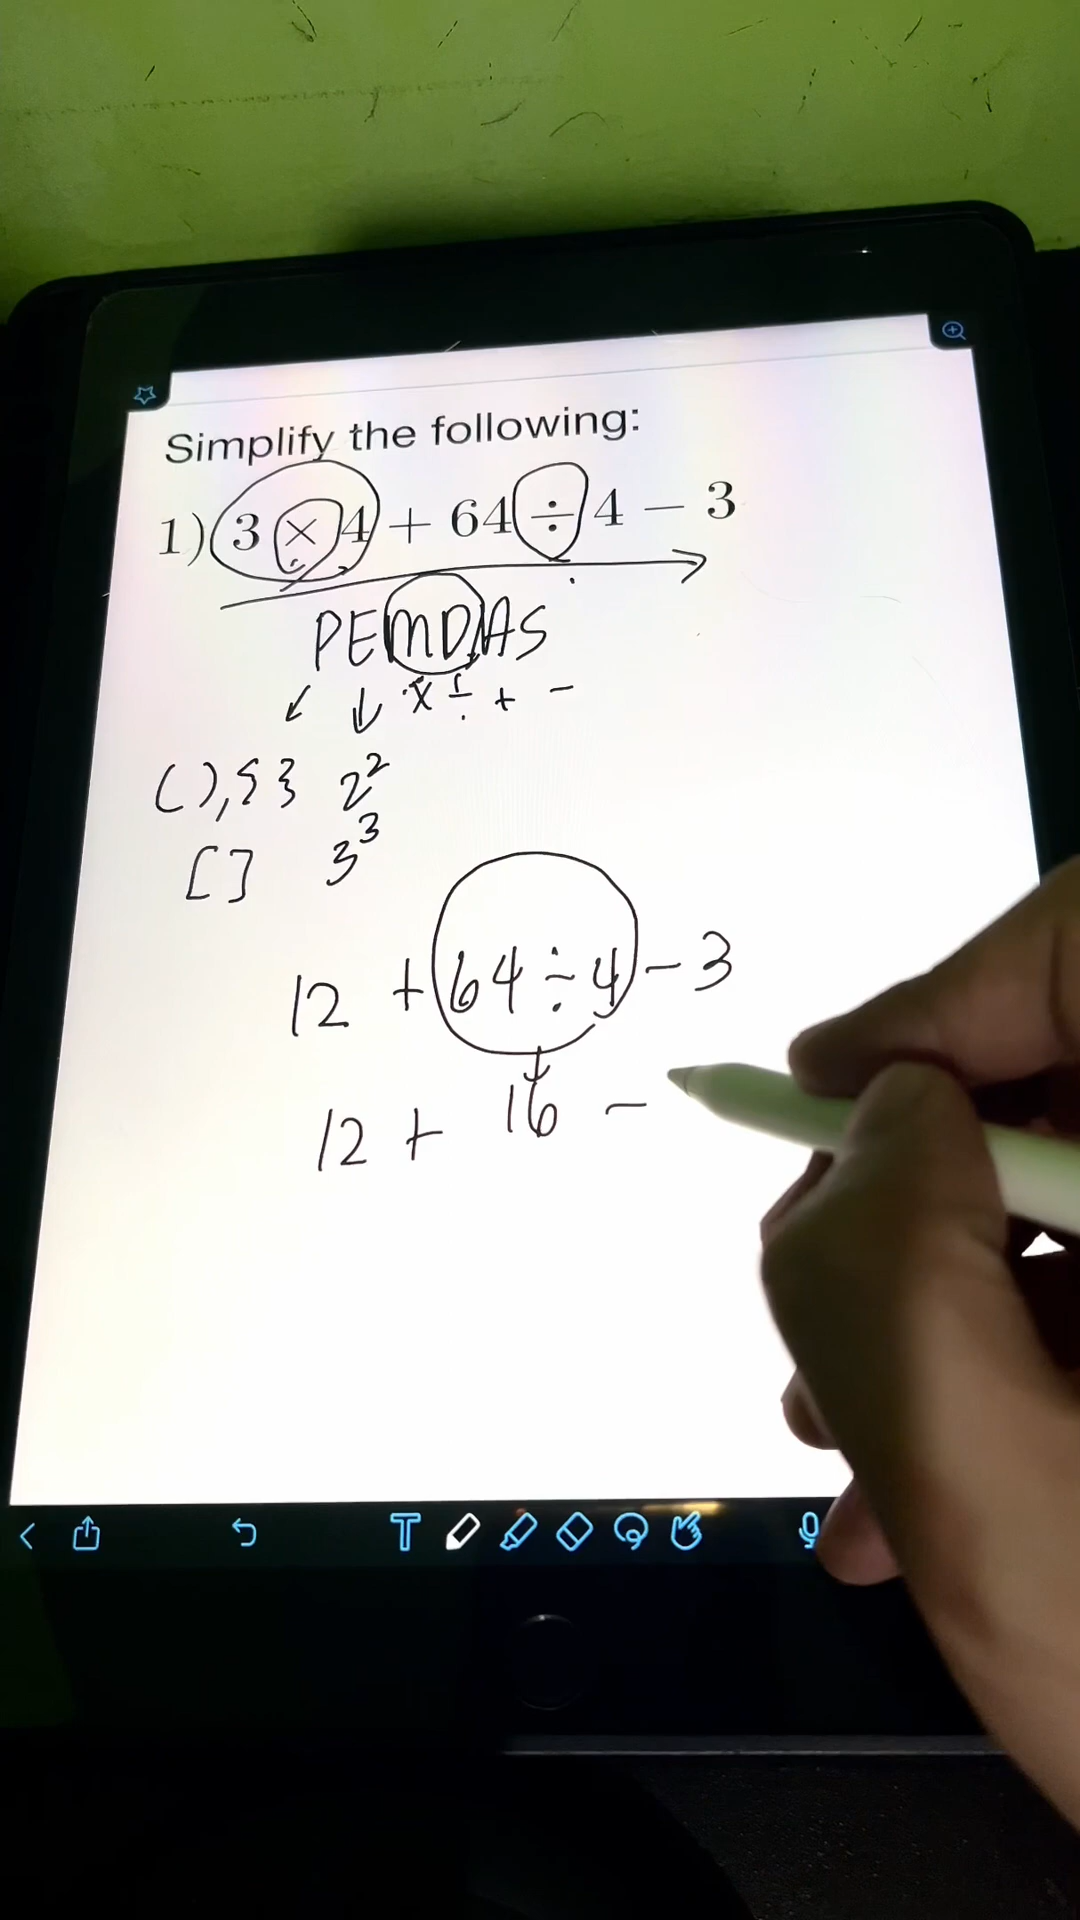 Simplify the following:
1) 3 × 4 + 64 ÷ 4 − 3
PEMDAS
× ÷ + −
( ), { } 2²
[ ] 3³
12 + 64 ÷ 4 − 3
12 + 16 −
T